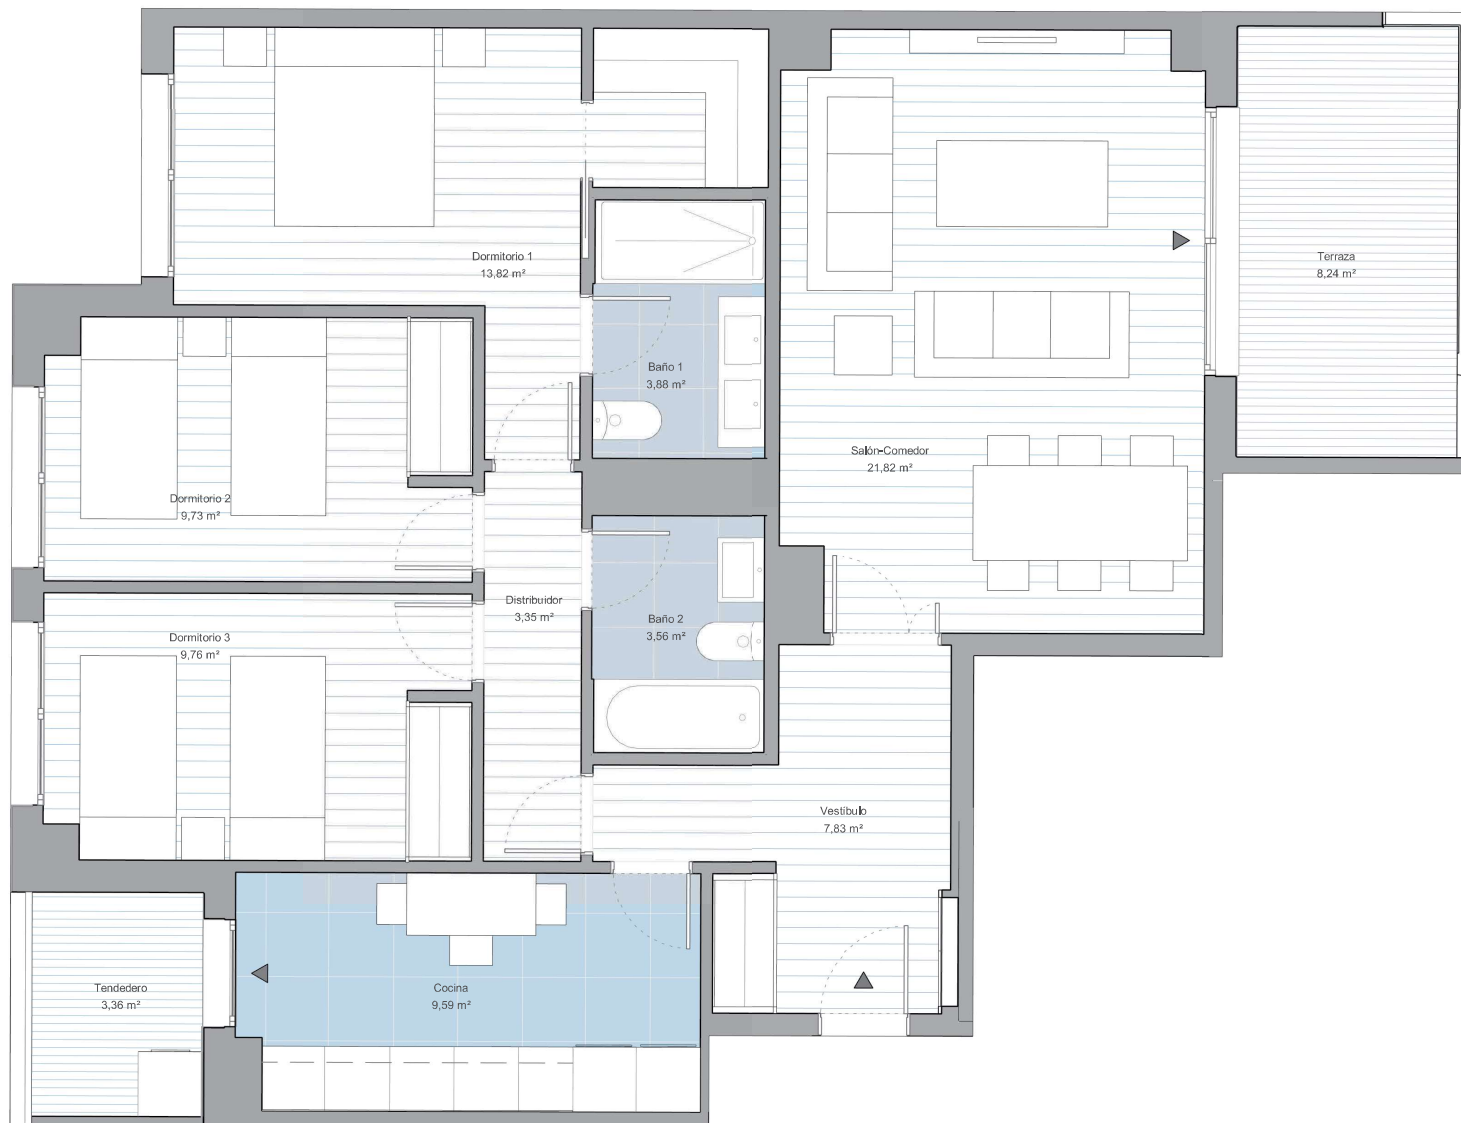 Dormitorio 1
13,82 m²
Terraza
8,24 m²
Baño 1
3,88 m²
Salón-Comedor
21,82 m²
Dormitorio 2
9,73 m²
Distribuidor
3,35 m²
Baño 2
3,56 m²
Dormitorio 3
9,76 m²
Vestíbulo
7,83 m²
Tendedero
3,36 m²
Cocina
9,59 m²